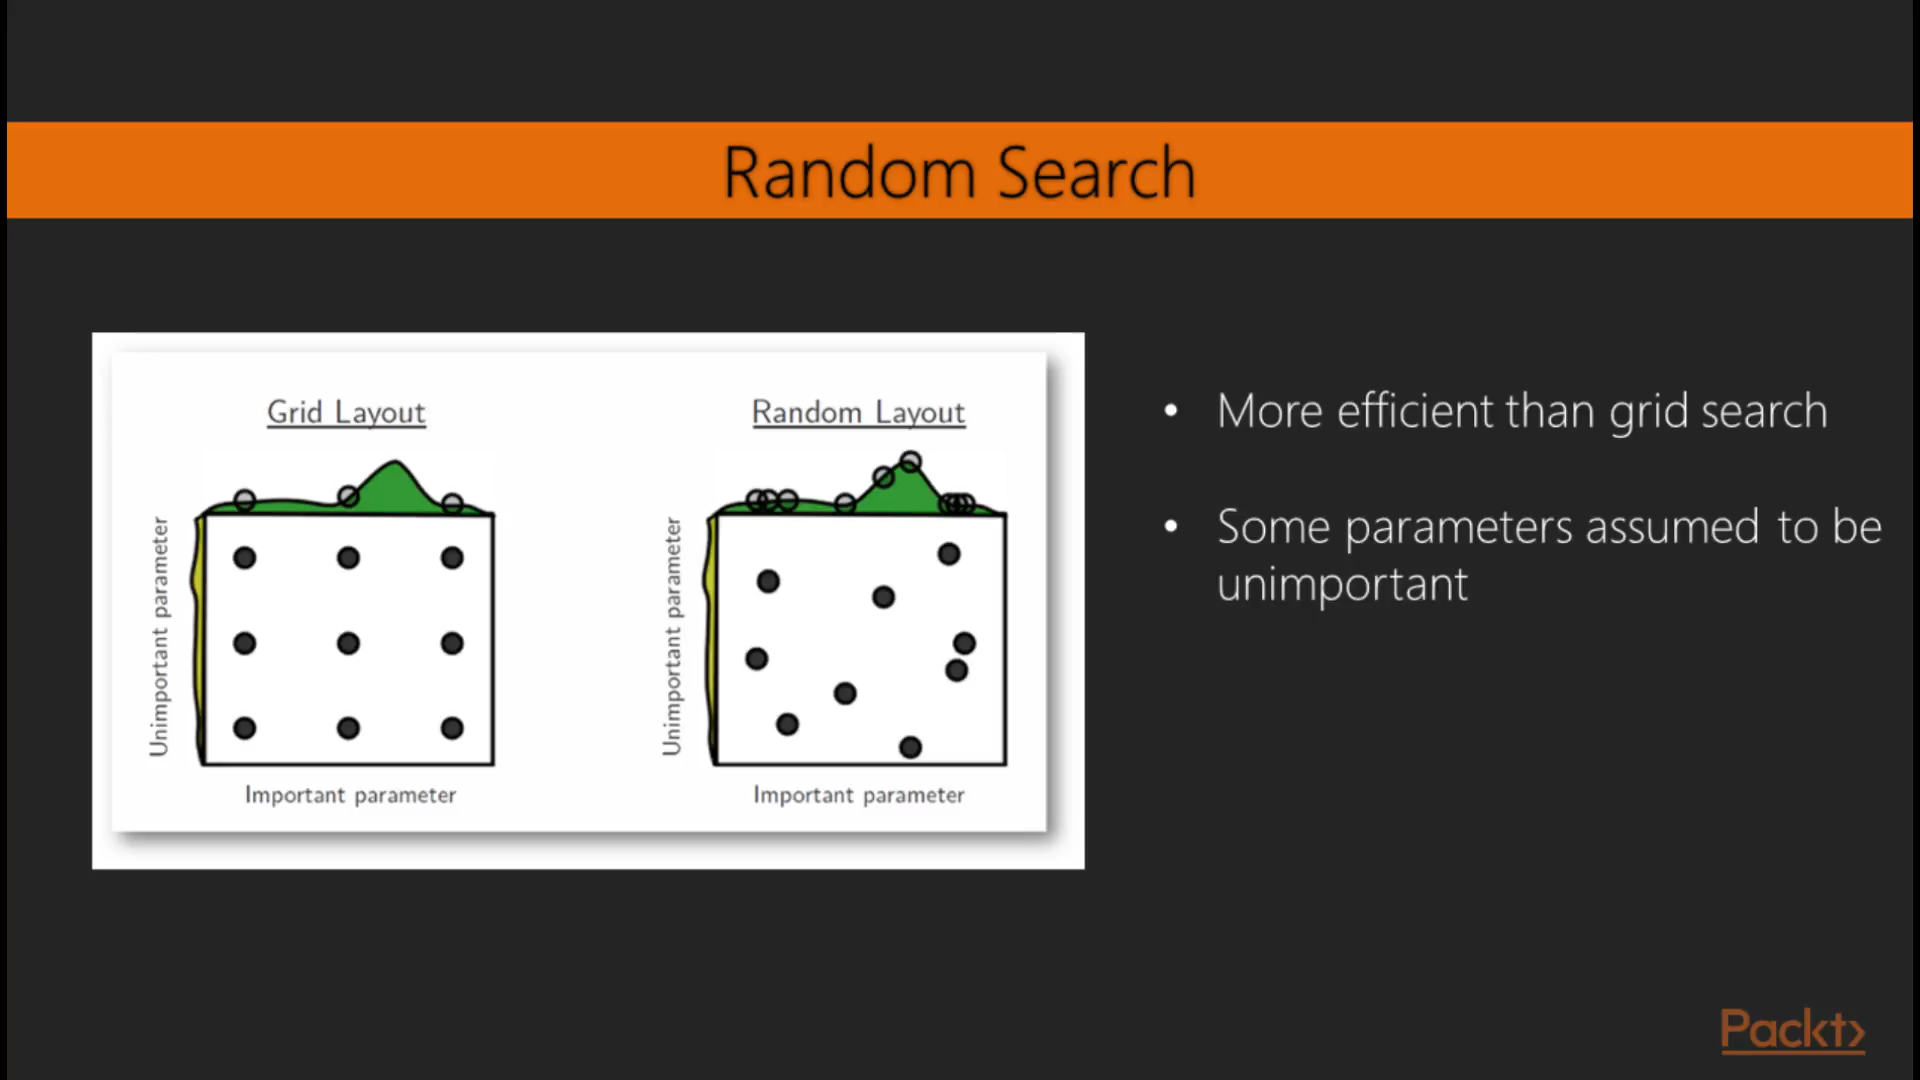 Random Search
Grid Layout
Unimportant parameter
Important parameter
Random Layout
Unimportant parameter
Important parameter
• More efficient than grid search
• Some parameters assumed to be
unimportant
Packt>